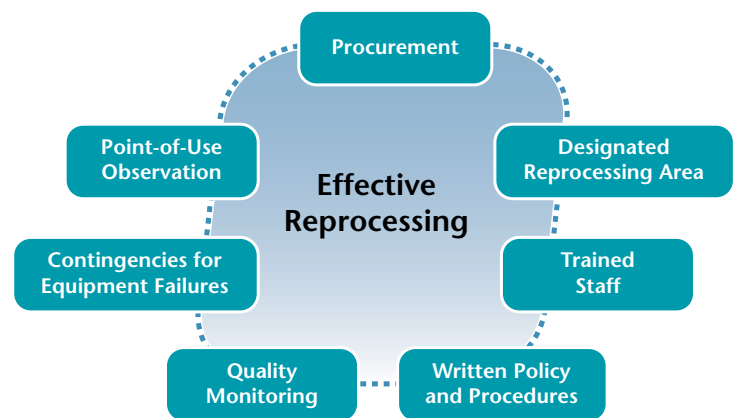 Procurement
Point-of-Use
Observation
Designated
Reprocessing Area
Effective
Reprocessing
Contingencies for
Equipment Failures
Trained
Staff
Quality
Monitoring
Written Policy
and Procedures